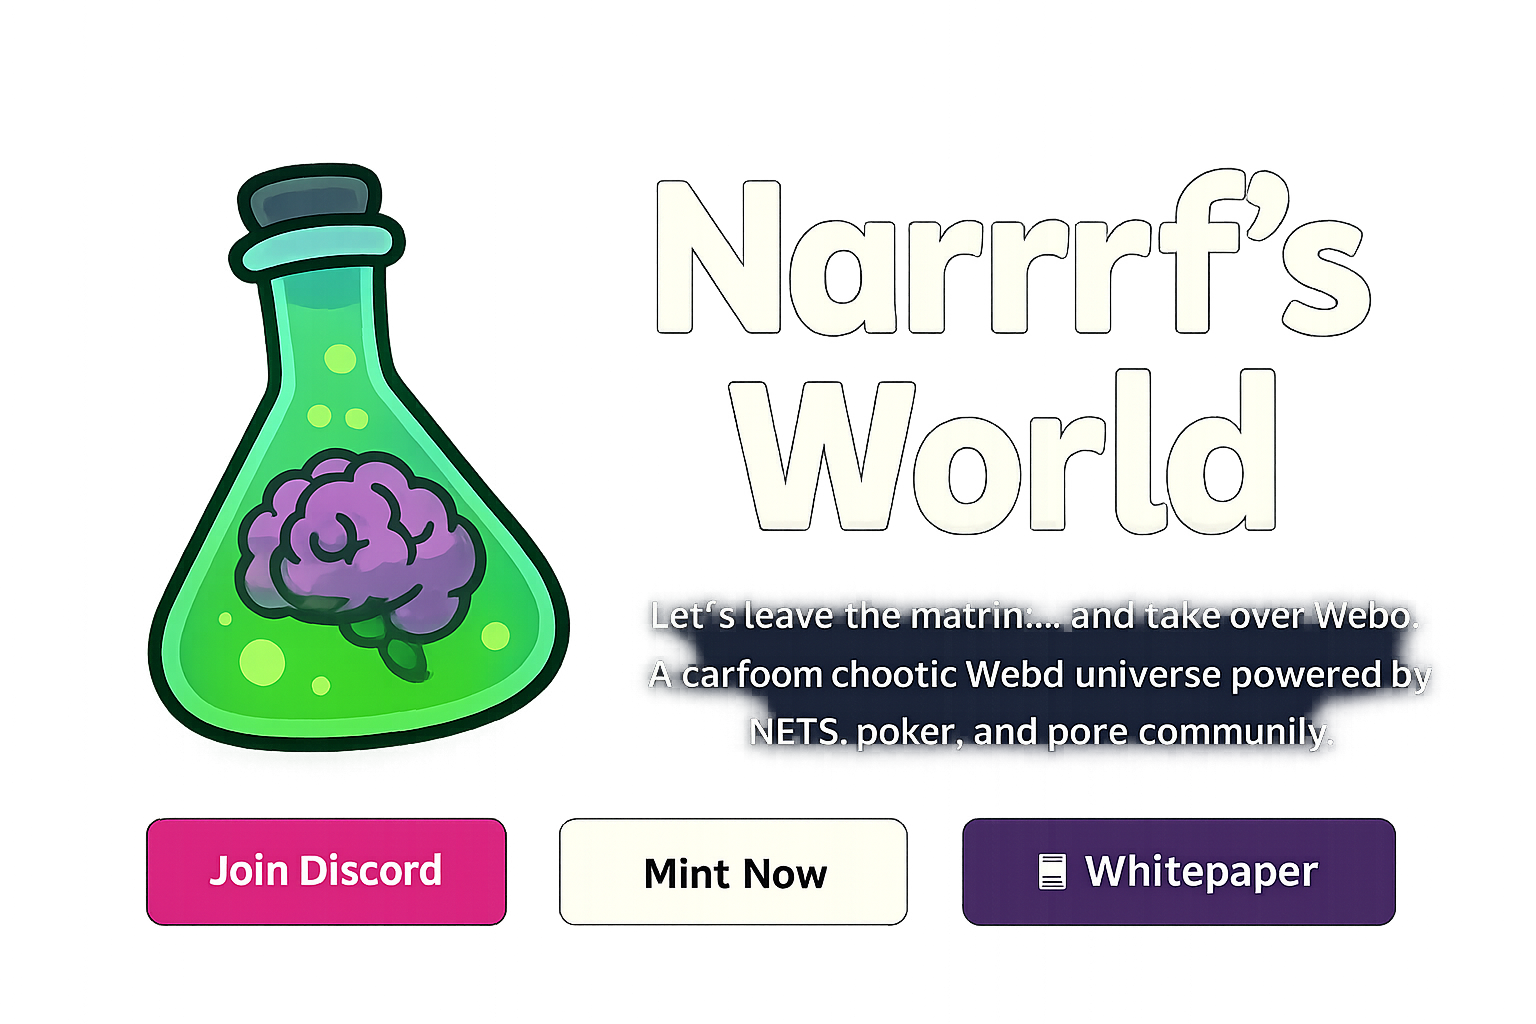 Narrrf’s
World
Let‘s leave the matrin:... and take over Webo.
A carfoom chootic Webd universe powered by
NETS. poker, and pore community.
Join Discord
Mint Now
Whitepaper